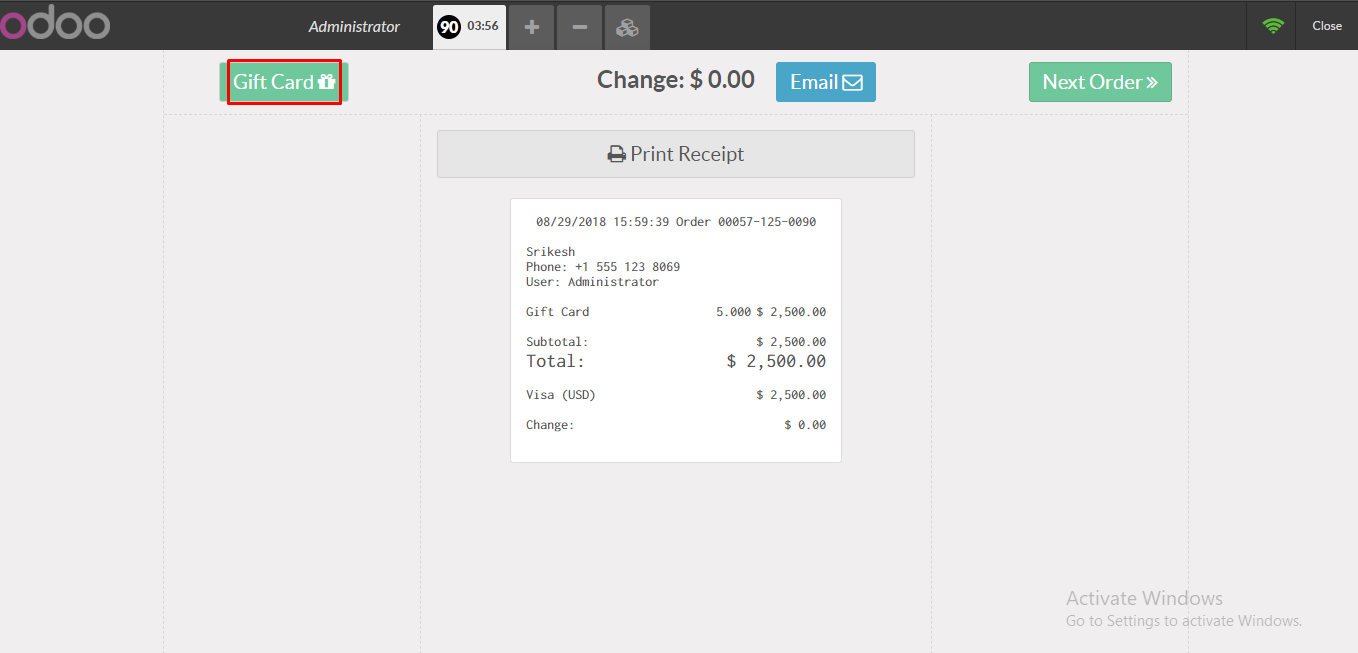 odoo
Administrator
90 03:56
Close
Gift Card
Change: $ 0.00
Email
Next Order
Print Receipt
08/29/2018 15:59:39 Order 00057-125-0090
Srikesh
Phone: +1 555 123 8069
User: Administrator
Gift Card 5.000 $ 2,500.00
Subtotal: $ 2,500.00
Total: $ 2,500.00
Visa (USD) $ 2,500.00
Change: $ 0.00
Activate Windows
Go to Settings to activate Windows.